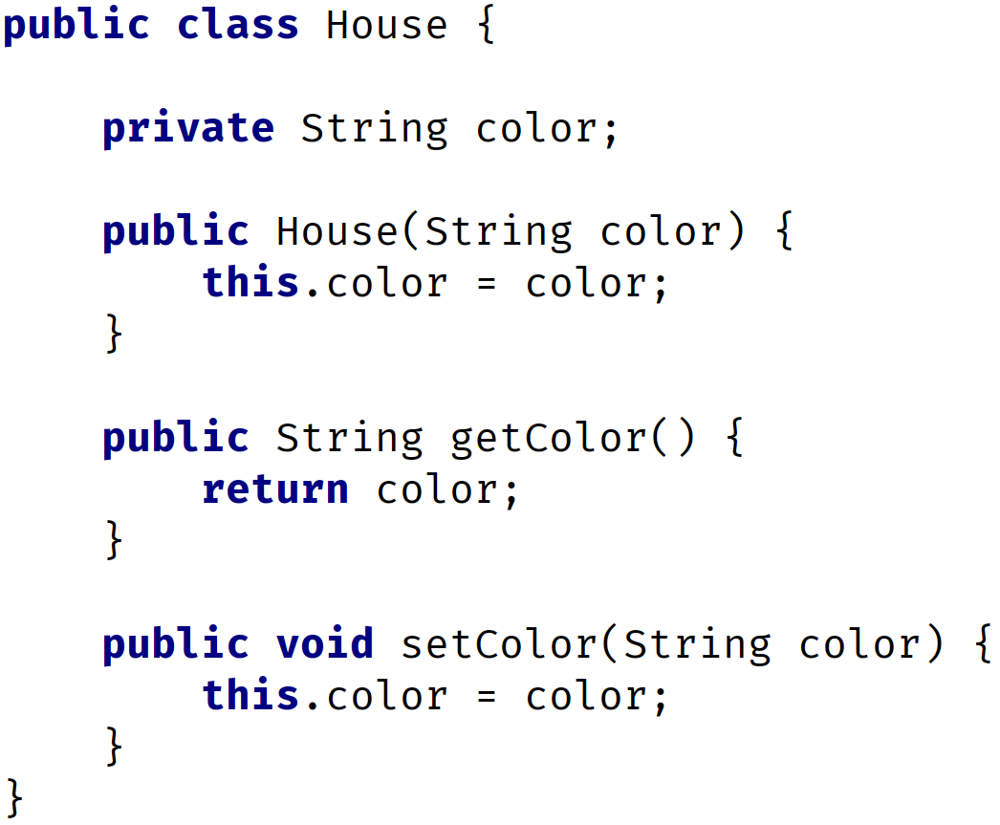 public class House {
private String color;
public House(String color) {
this.color = color;
}
public String getColor() {
return color;
}
public void setColor(String color) {
this.color = color;
}
}